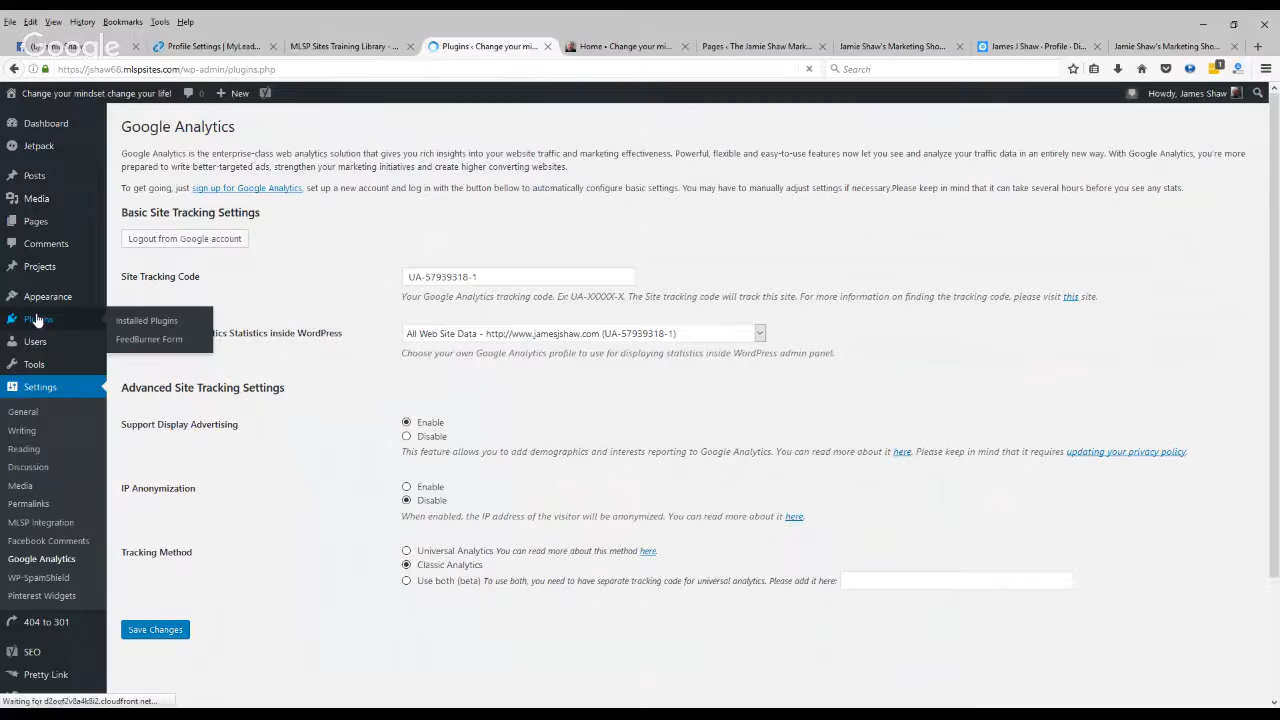 File Edit View History Bookmarks Tools Help
Google
Profile Settings | MyLead...
MLSP Sites Training Library - ...
Plugins ‹ Change your mi...
Home • Change your mi...
Pages ‹ The Jamie Shaw Mark...
Jamie Shaw's Marketing Sho...
James J Shaw - Profile - Di...
Jamie Shaw's Marketing Sho...
https://jshaw68.mlspsites.com/wp-admin/plugins.php
Search
1
Change your mindset change your life!
0
New
Howdy, James Shaw
Dashboard
Jetpack
Posts
Media
Pages
Comments
Projects
Appearance
Plugins
Installed Plugins
FeedBurner Form
Users
Tools
Settings
General
Writing
Reading
Discussion
Media
Permalinks
MLSP Integration
Facebook Comments
Google Analytics
WP-SpamShield
Pinterest Widgets
404 to 301
SEO
Pretty Link
Google Analytics
Google Analytics is the enterprise-class web analytics solution that gives you rich insights into your website traffic and marketing effectiveness. Powerful, flexible and easy-to-use features now let you see and analyze your traffic data in an entirely new way. With Google Analytics, you're more
prepared to write better-targeted ads, strengthen your marketing initiatives and create higher converting websites.
To get going, just sign up for Google Analytics, set up a new account and log in with the button bellow to automatically configure basic settings. You may have to manually adjust settings if necessary.Please keep in mind that it can take several hours before you see any stats.
Basic Site Tracking Settings
Logout from Google account
Site Tracking Code
UA-57939318-1
Your Google Analytics tracking code. Ex: UA-XXXXX-X. The Site tracking code will track this site. For more information on finding the tracking code, please visit this site.
Statistics inside WordPress
All Web Site Data - http://www.jamesjshaw.com (UA-57939318-1)
Choose your own Google Analytics profile to use for displaying statistics inside WordPress admin panel.
Advanced Site Tracking Settings
Support Display Advertising
Enable
Disable
This feature allows you to add demographics and interests reporting to Google Analytics. You can read more about it here. Please keep in mind that it requires updating your privacy policy.
IP Anonymization
Enable
Disable
When enabled, the IP address of the visitor will be anonymized. You can read more about it here.
Tracking Method
Universal Analytics You can read more about this method here.
Classic Analytics
Use both (beta) To use both, you need to have separate tracking code for universal analytics. Please add it here:
Save Changes